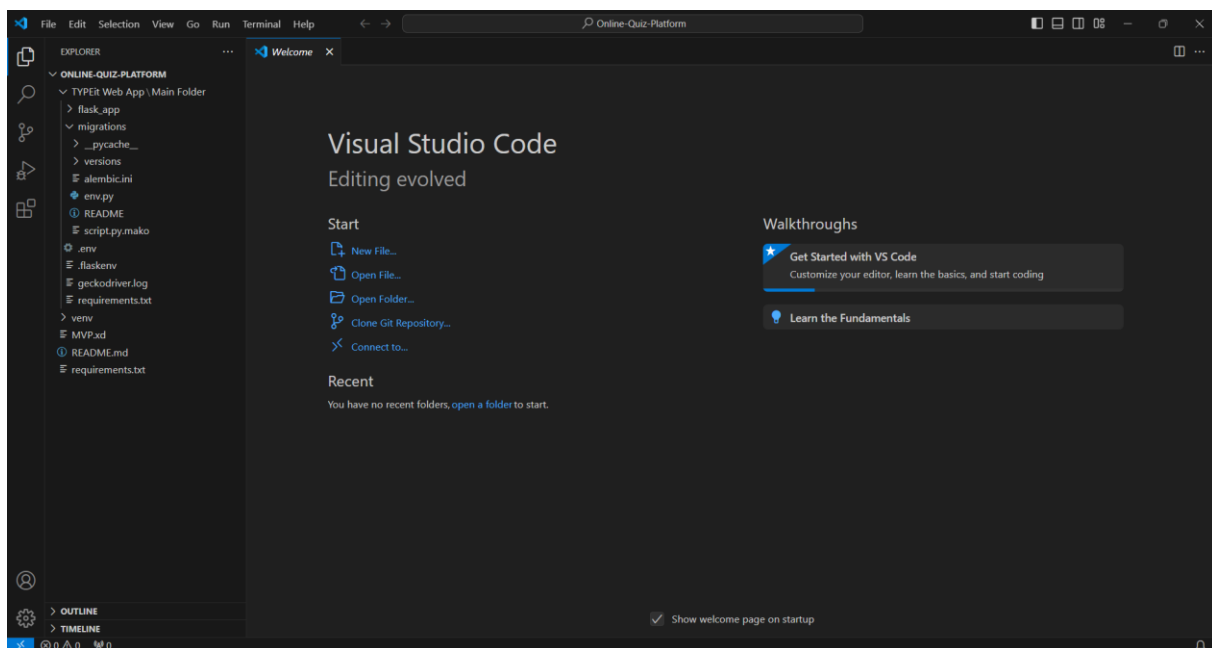 File Edit Selection View Go Run Terminal Help
Online-Quiz-Platform
EXPLORER
ONLINE-QUIZ-PLATFORM
TYPEit Web App \ Main Folder
flask_app
migrations
__pycache__
versions
alembic.ini
env.py
README
script.py.mako
.env
.flaskenv
geckodriver.log
requirements.txt
venv
MVP.xd
README.md
requirements.txt
OUTLINE
TIMELINE
Welcome
Visual Studio Code
Editing evolved
Start
New File...
Open File...
Open Folder...
Clone Git Repository...
Connect to...
Recent
You have no recent folders, open a folder to start.
Walkthroughs
Get Started with VS Code
Customize your editor, learn the basics, and start coding
Learn the Fundamentals
Show welcome page on startup
0 0 0